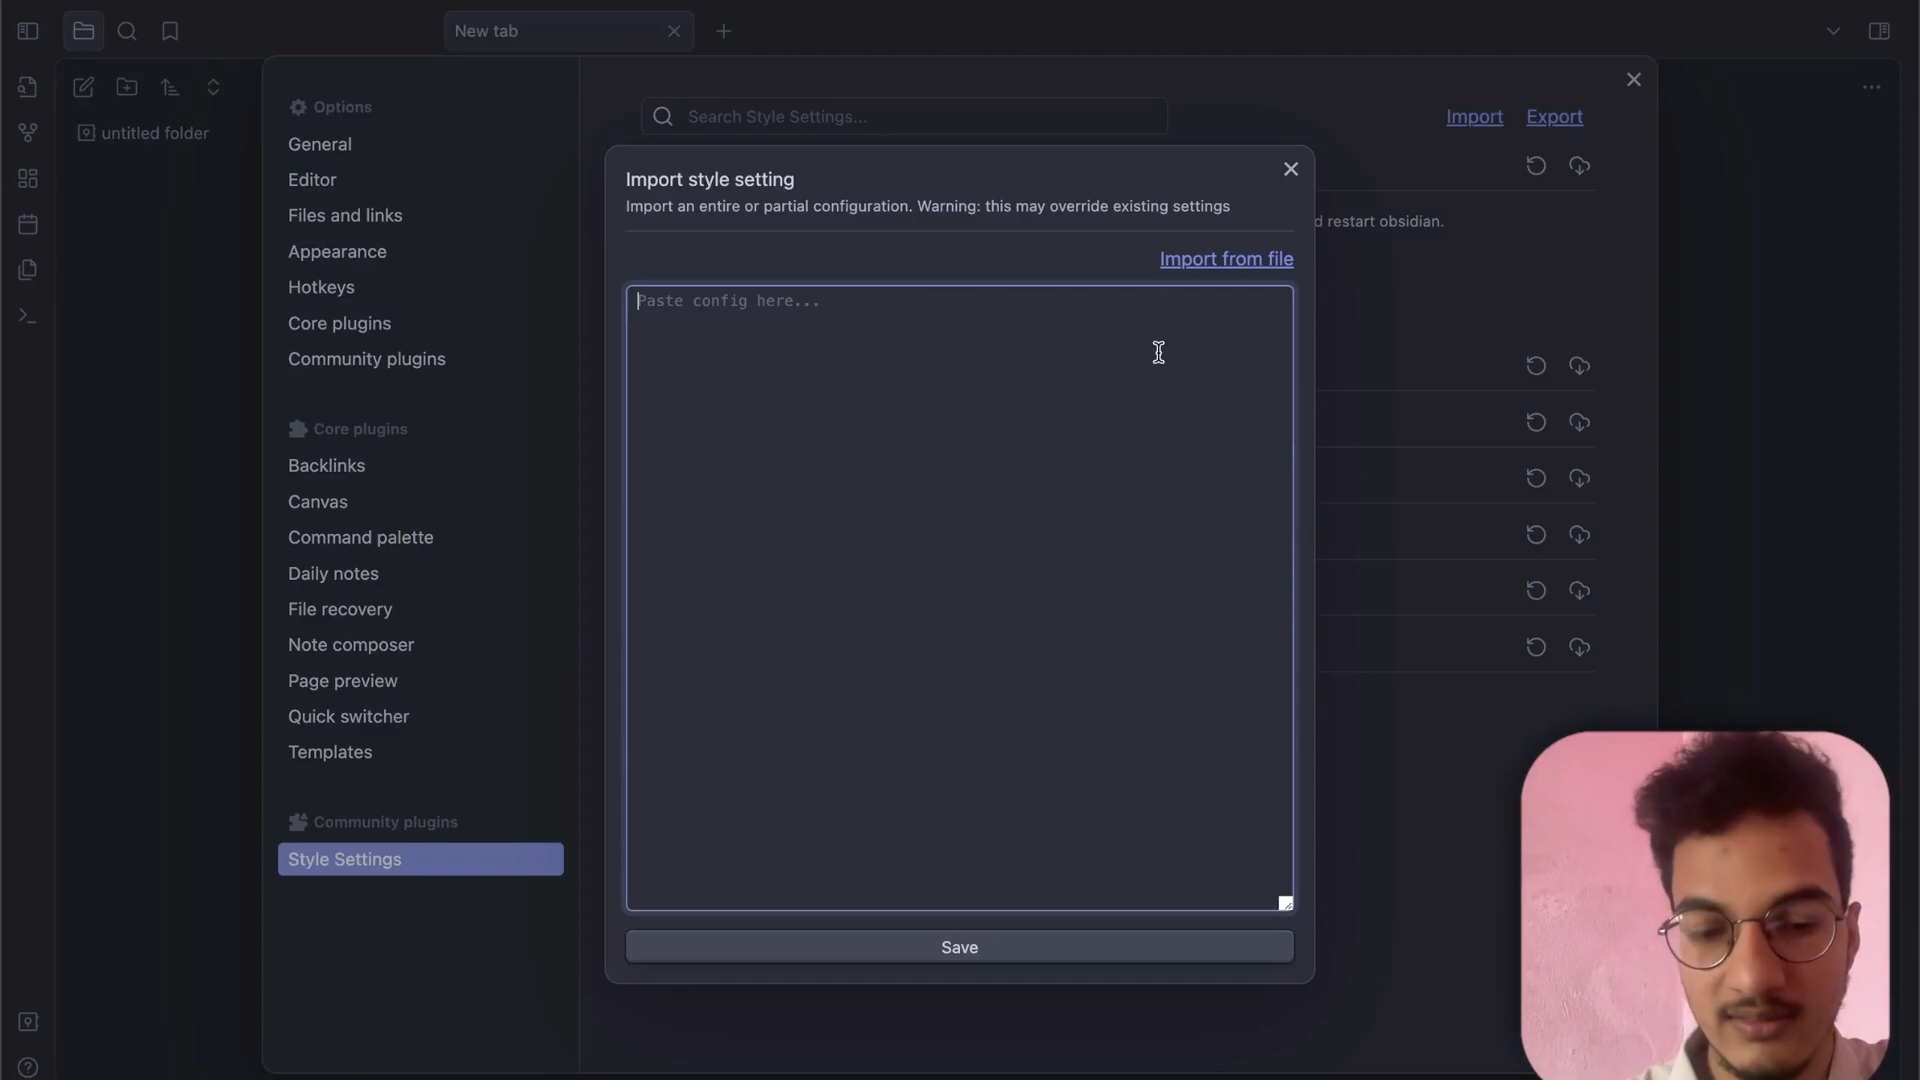 New tab
untitled folder
Options
General
Editor
Files and links
Appearance
Hotkeys
Core plugins
Community plugins
Core plugins
Backlinks
Canvas
Command palette
Daily notes
File recovery
Note composer
Page preview
Quick switcher
Templates
Community plugins
Style Settings
Search Style Settings...
Import Export
d restart obsidian.
Import style setting
Import an entire or partial configuration. Warning: this may override existing settings
Import from file
Paste config here...
Save